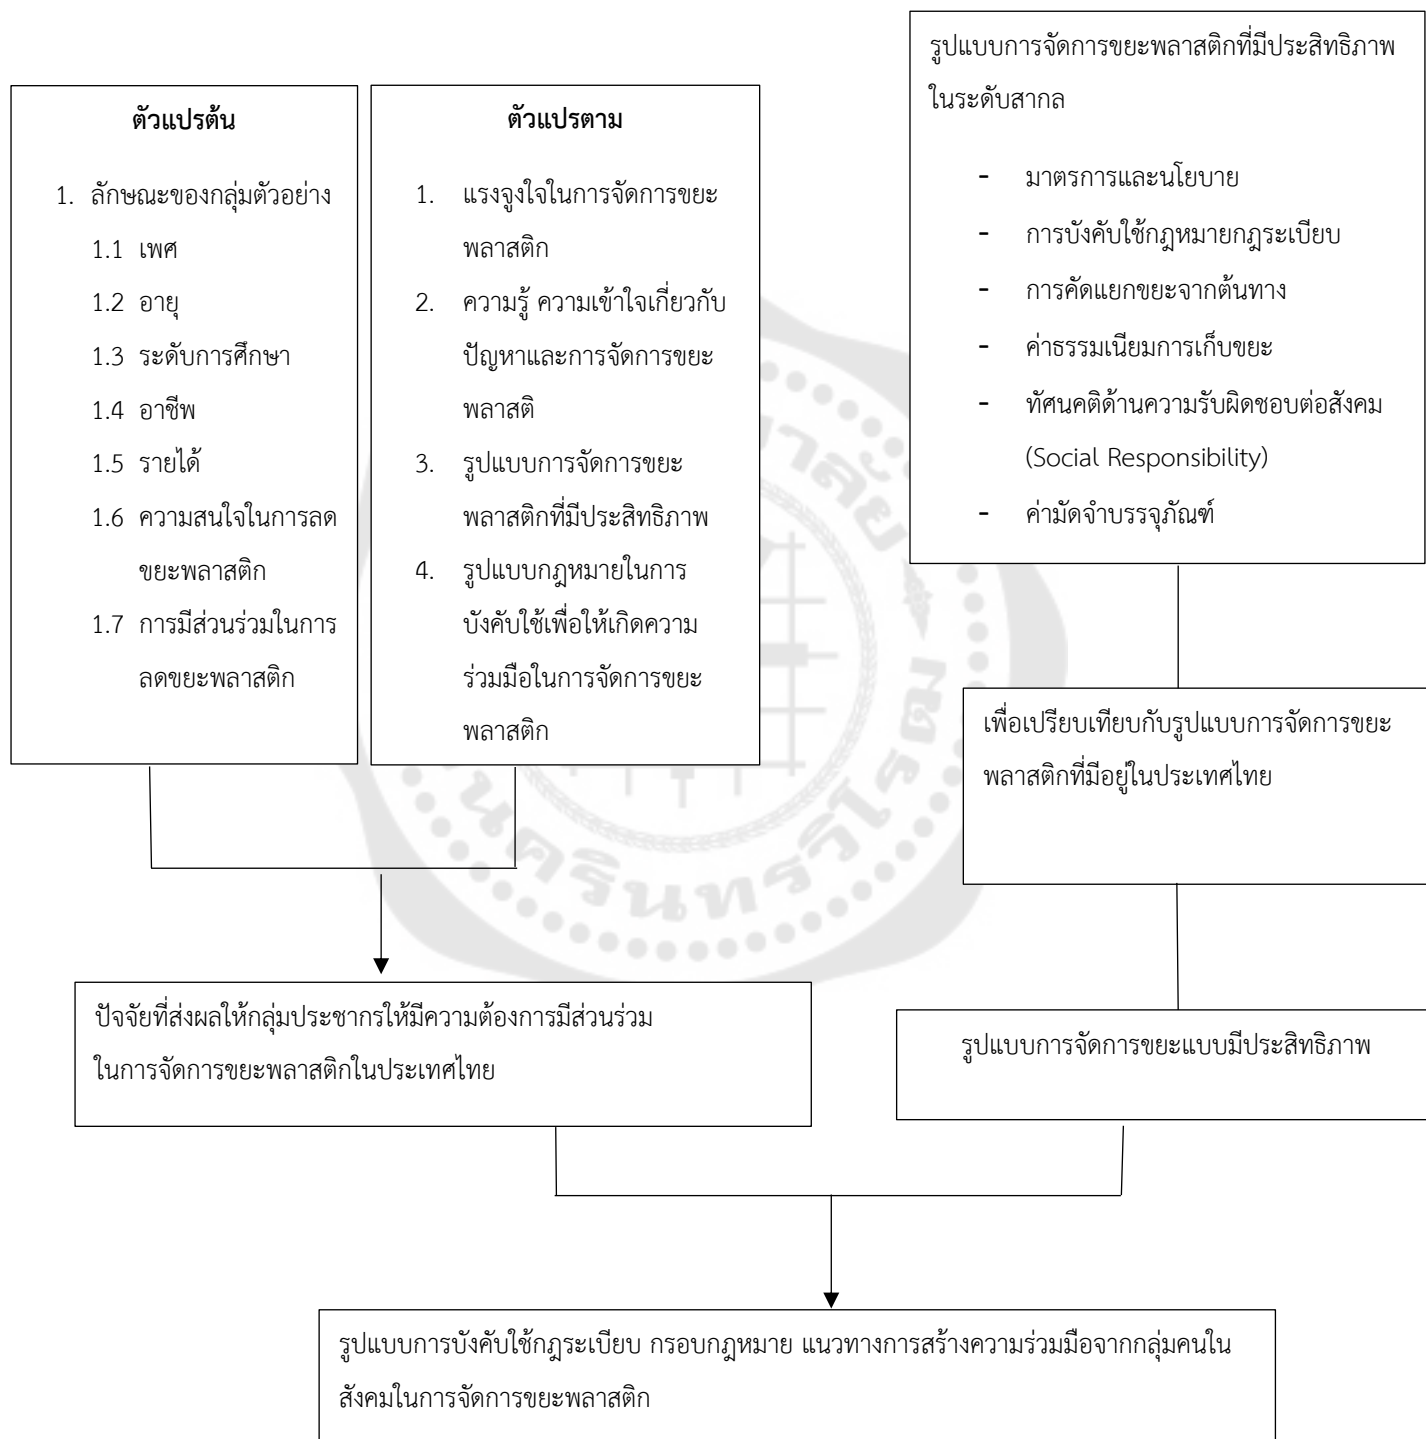 ตัวแปรต้น
1. ลักษณะของกลุ่มตัวอย่าง
1.1 เพศ
1.2 อายุ
1.3 ระดับการศึกษา
1.4 อาชีพ
1.5 รายได้
1.6 ความสนใจในการลด
ขยะพลาสติก
1.7 การมีส่วนร่วมในการ
ลดขยะพลาสติก
ตัวแปรตาม
1. แรงจูงใจในการจัดการขยะ
พลาสติก
2. ความรู้ ความเข้าใจเกี่ยวกับ
ปัญหาและการจัดการขยะ
พลาสติ
3. รูปแบบการจัดการขยะ
พลาสติกที่มีประสิทธิภาพ
4. รูปแบบกฎหมายในการ
บังคับใช้เพื่อให้เกิดความ
ร่วมมือในการจัดการขยะ
พลาสติก
รูปแบบการจัดการขยะพลาสติกที่มีประสิทธิภาพ
ในระดับสากล
- มาตรการและนโยบาย
- การบังคับใช้กฎหมายกฎระเบียบ
- การคัดแยกขยะจากต้นทาง
- ค่าธรรมเนียมการเก็บขยะ
- ทัศนคติด้านความรับผิดชอบต่อสังคม
(Social Responsibility)
- ค่ามัดจำบรรจุภัณฑ์
เพื่อเปรียบเทียบกับรูปแบบการจัดการขยะ
พลาสติกที่มีอยู่ในประเทศไทย
ปัจจัยที่ส่งผลให้กลุ่มประชากรให้มีความต้องการมีส่วนร่วม
ในการจัดการขยะพลาสติกในประเทศไทย
รูปแบบการจัดการขยะแบบมีประสิทธิภาพ
รูปแบบการบังคับใช้กฎระเบียบ กรอบกฎหมาย แนวทางการสร้างความร่วมมือจากกลุ่มคนใน
สังคมในการจัดการขยะพลาสติก